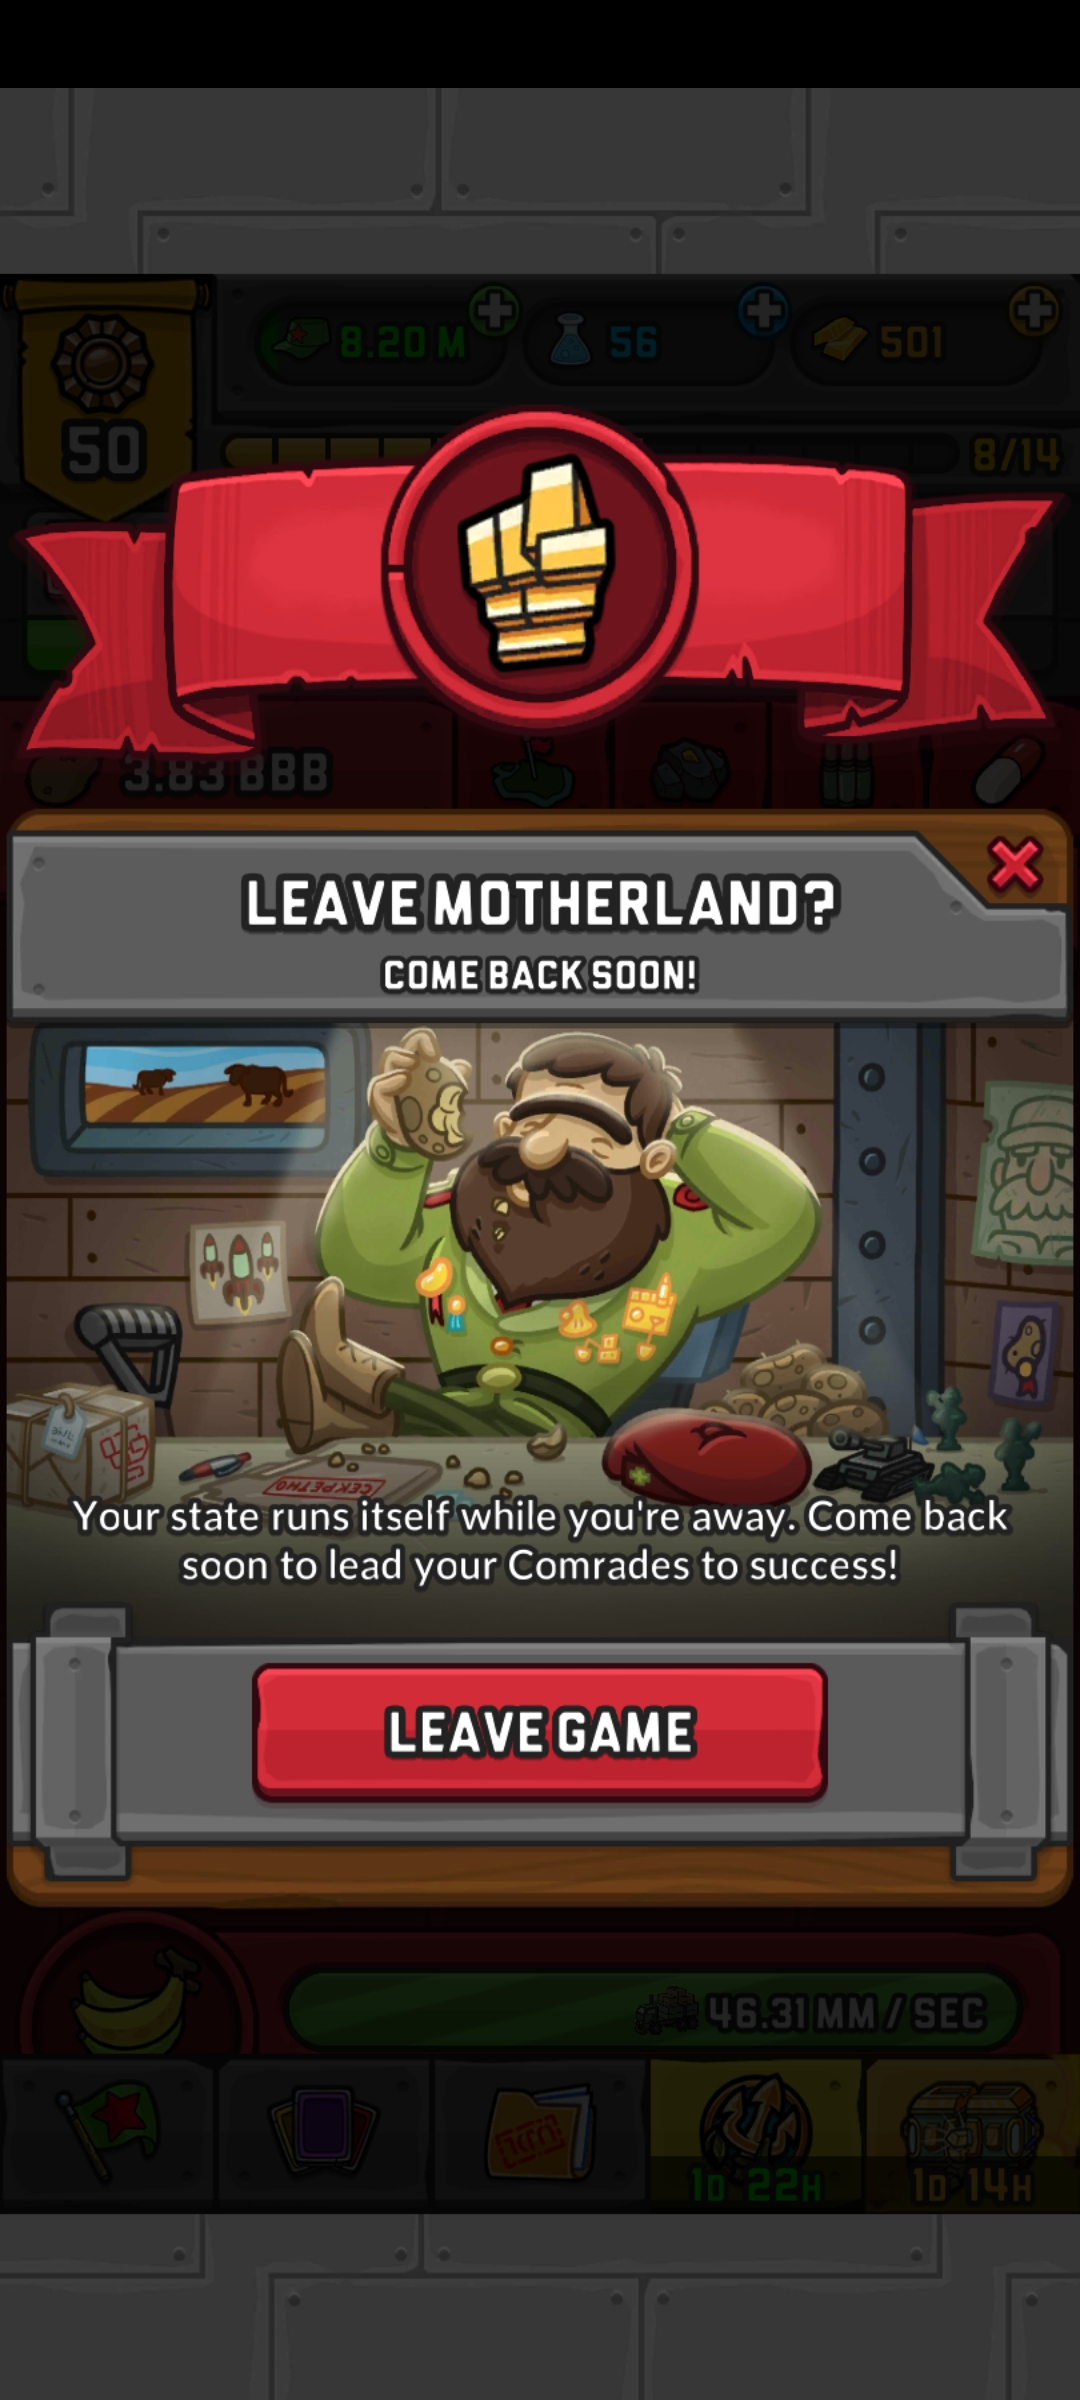 8.20 M
56
501
50
8/14
3.83 BBB
LEAVE MOTHERLAND?
COME BACK SOON!
СЕКРЕТНО
Your state runs itself while you're away. Come back
soon to lead your Comrades to success!
LEAVE GAME
46.31 MM / SEC
1D 22H
1D 14H